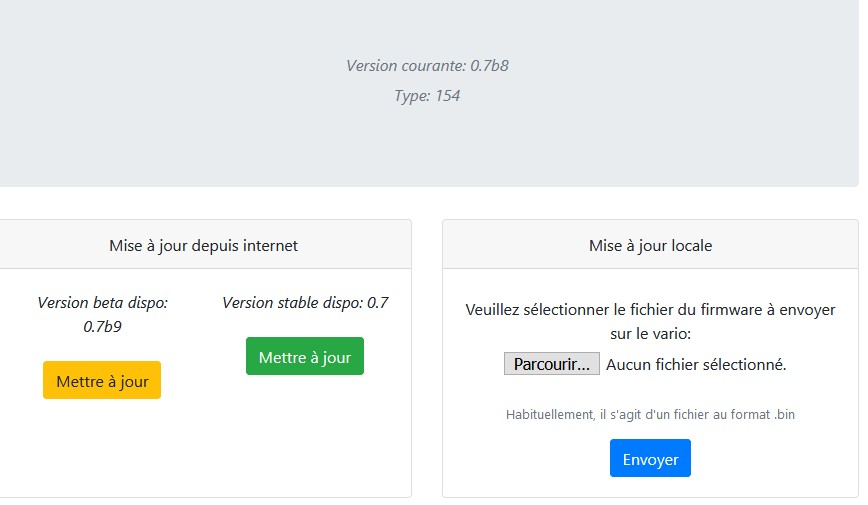 Version courante: 0.7b8
Type: 154
Mise à jour depuis internet
Version beta dispo:
0.7b9
Mettre à jour
Version stable dispo: 0.7
Mettre à jour
Mise à jour locale
Veuillez sélectionner le fichier du firmware à envoyer
sur le vario:
Parcourir... Aucun fichier sélectionné.
Habituellement, il s'agit d'un fichier au format .bin
Envoyer